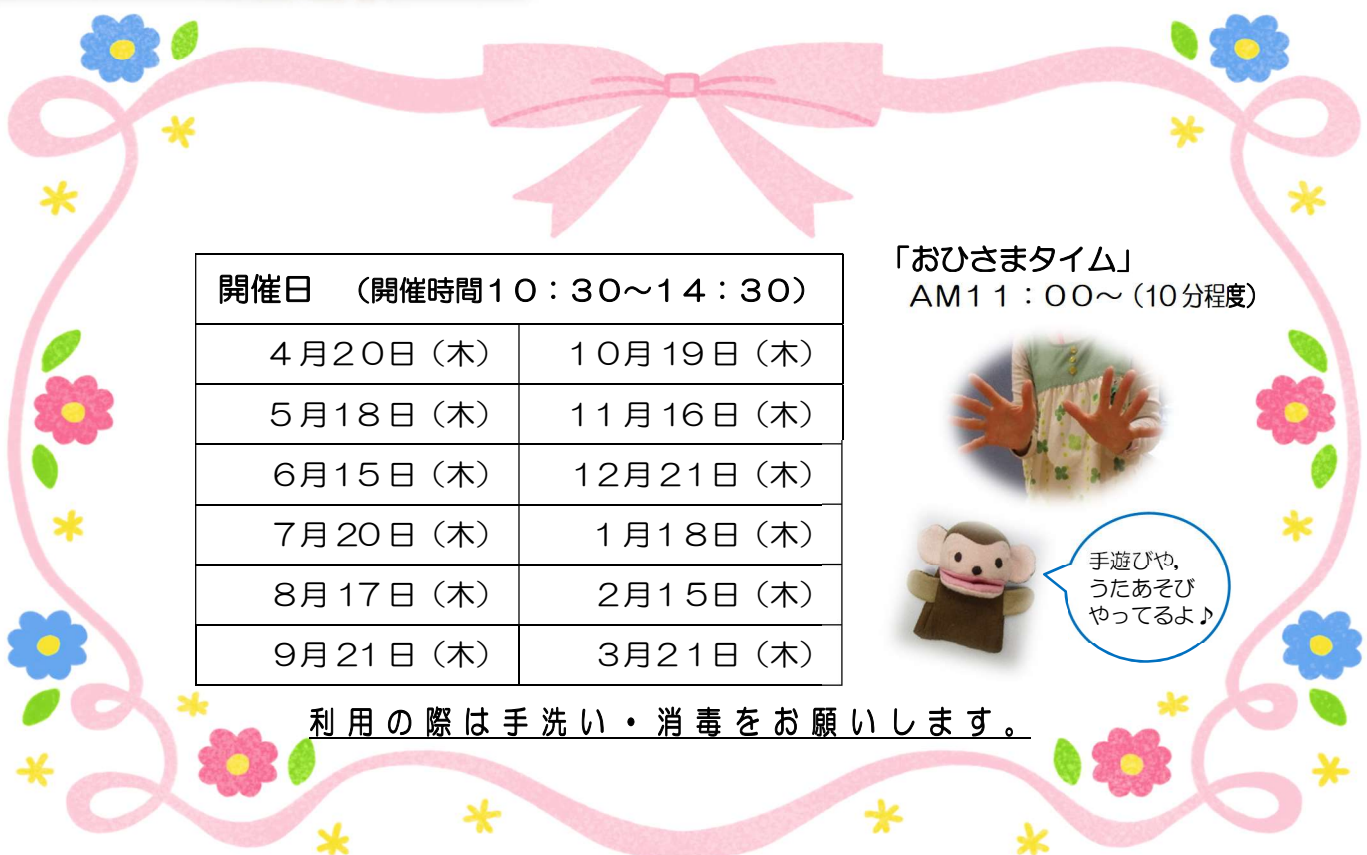 開催日 （開催時間１０：３０～１４：３０）
４月２０日（木） １０月１９日（木）
５月１８日（木） １１月１６日（木）
６月１５日（木） １２月２１日（木）
７月２０日（木） １月１８日（木）
８月１７日（木） ２月１５日（木）
９月２１日（木） ３月２１日（木）
「おひさまタイム」
ＡＭ１１：００～（10分程度）
手遊びや，
うたあそび
やってるよ♪
利用の際は手洗い・消毒をお願いします。